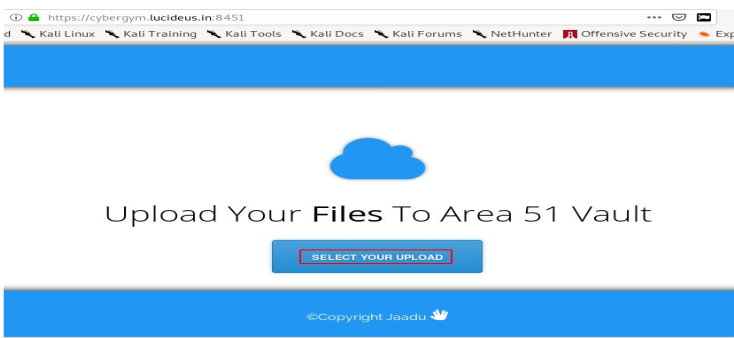 https://cybergym.lucideus.in:8451
d Kali Linux Kali Training Kali Tools Kali Docs Kali Forums NetHunter Offensive Security Exp
Upload Your Files To Area 51 Vault
SELECT YOUR UPLOAD
©Copyright Jaadu